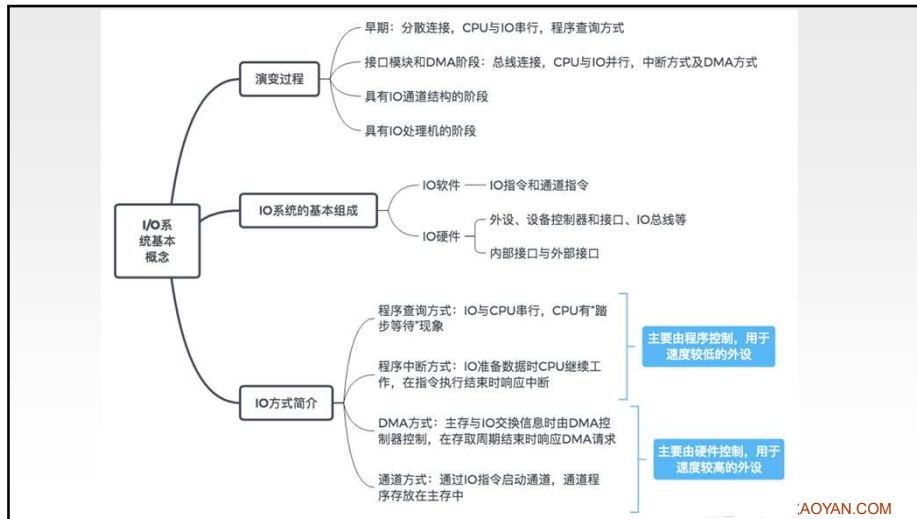 早期：分散连接，CPU与IO串行，程序查询方式
接口模块和DMA阶段：总线连接，CPU与IO并行，中断方式及DMA方式
演变过程
具有IO通道结构的阶段
具有IO处理机的阶段
IO软件
IO指令和通道指令
IO系统的基本组成
外设、设备控制器和接口、IO总线等
IO硬件
内部接口与外部接口
I/O系
统基本
概念
程序查询方式：IO与CPU串行，CPU有"踏
步等待"现象
主要由程序控制，用于
速度较低的外设
程序中断方式：IO准备数据时CPU继续工
作，在指令执行结束时响应中断
IO方式简介
DMA方式：主存与IO交换信息时由DMA控
制器控制，在存取周期结束时响应DMA请求
主要由硬件控制，用于
速度较高的外设
通道方式：通过IO指令启动通道，通道程
序存放在主存中
AOYAN.COM